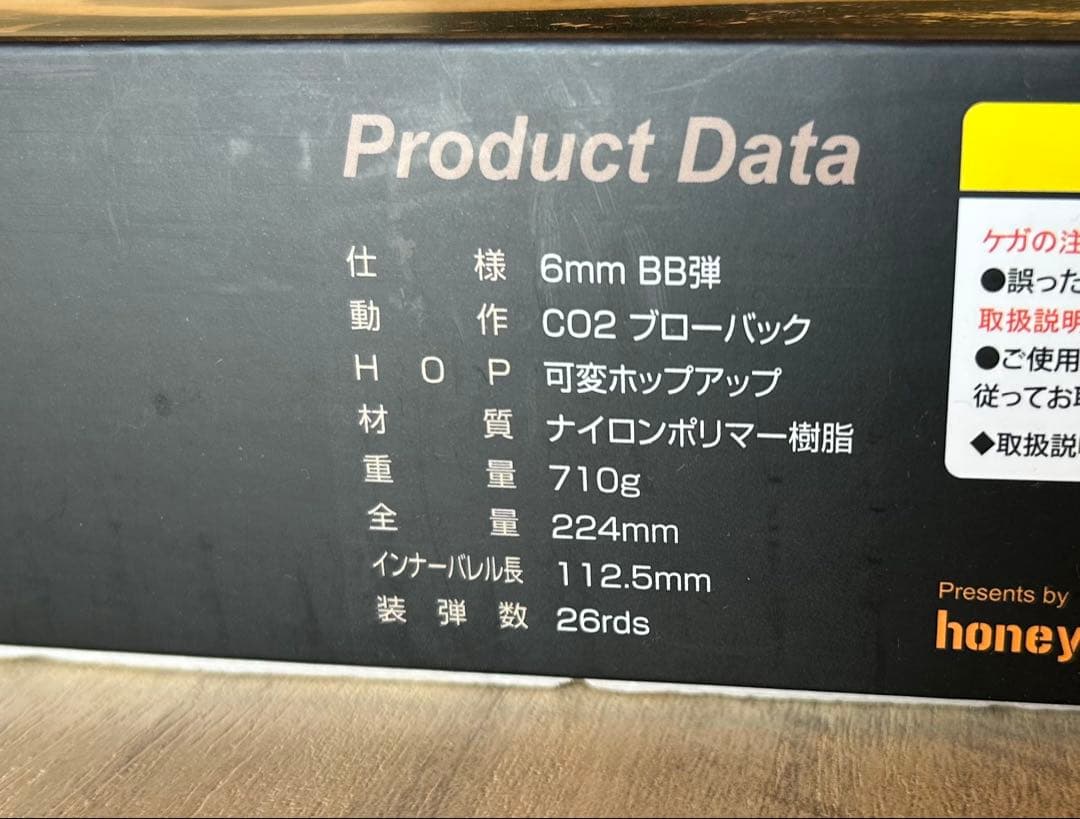 Product Data
仕様 6mm BB弾
動作 CO2 ブローバック
HOP 可変ホップアップ
材質 ナイロンポリマー樹脂
重量 710g
全量 224mm
インナーバレル長 112.5mm
装弾数 26rds
ケガの注
●誤った
取扱説明
●ご使用
従ってお取
◆取扱説
Presents by
honey